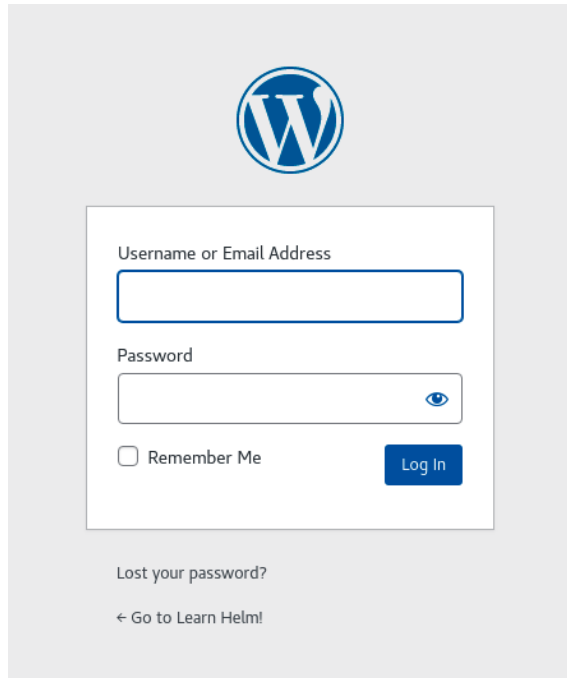 Username or Email Address
Password
Remember Me
Log In
Lost your password?
← Go to Learn Helm!